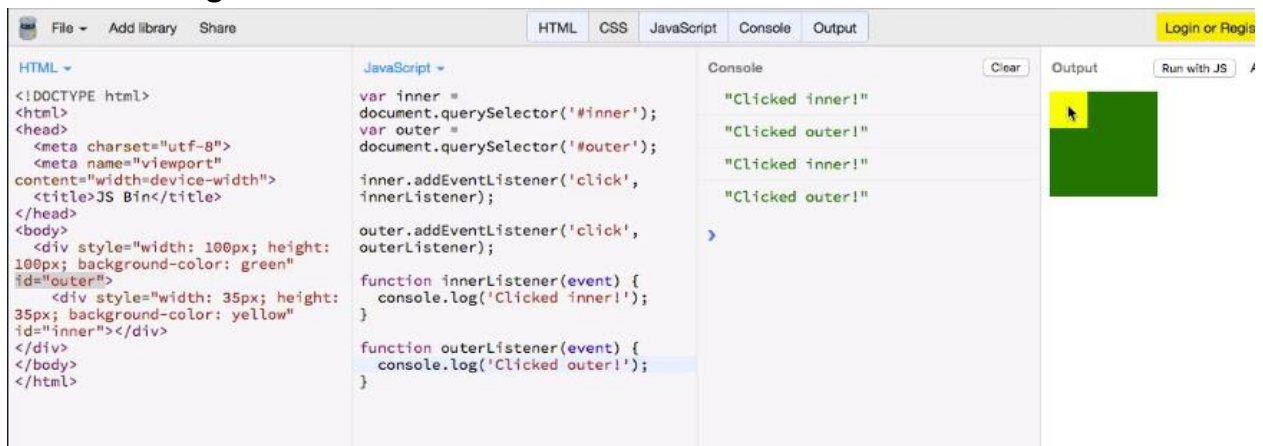 File Add library Share HTML CSS JavaScript Console Output Login or Regis
HTML
<!DOCTYPE html>
<html>
<head>
<meta charset="utf-8">
<meta name="viewport"
content="width=device-width">
<title>JS Bin</title>
</head>
<body>
<div style="width: 100px; height:
100px; background-color: green"
id="outer">
<div style="width: 35px; height:
35px; background-color: yellow"
id="inner"></div>
</div>
</body>
</html>
JavaScript
var inner =
document.querySelector('#inner');
var outer =
document.querySelector('#outer');
inner.addEventListener('click',
innerListener);
outer.addEventListener('click',
outerListener);
function innerListener(event) {
console.log('Clicked inner!');
}
function outerListener(event) {
console.log('Clicked outer!');
}
Console Clear
"Clicked inner!"
"Clicked outer!"
"Clicked inner!"
"Clicked outer!"
Output Run with JS